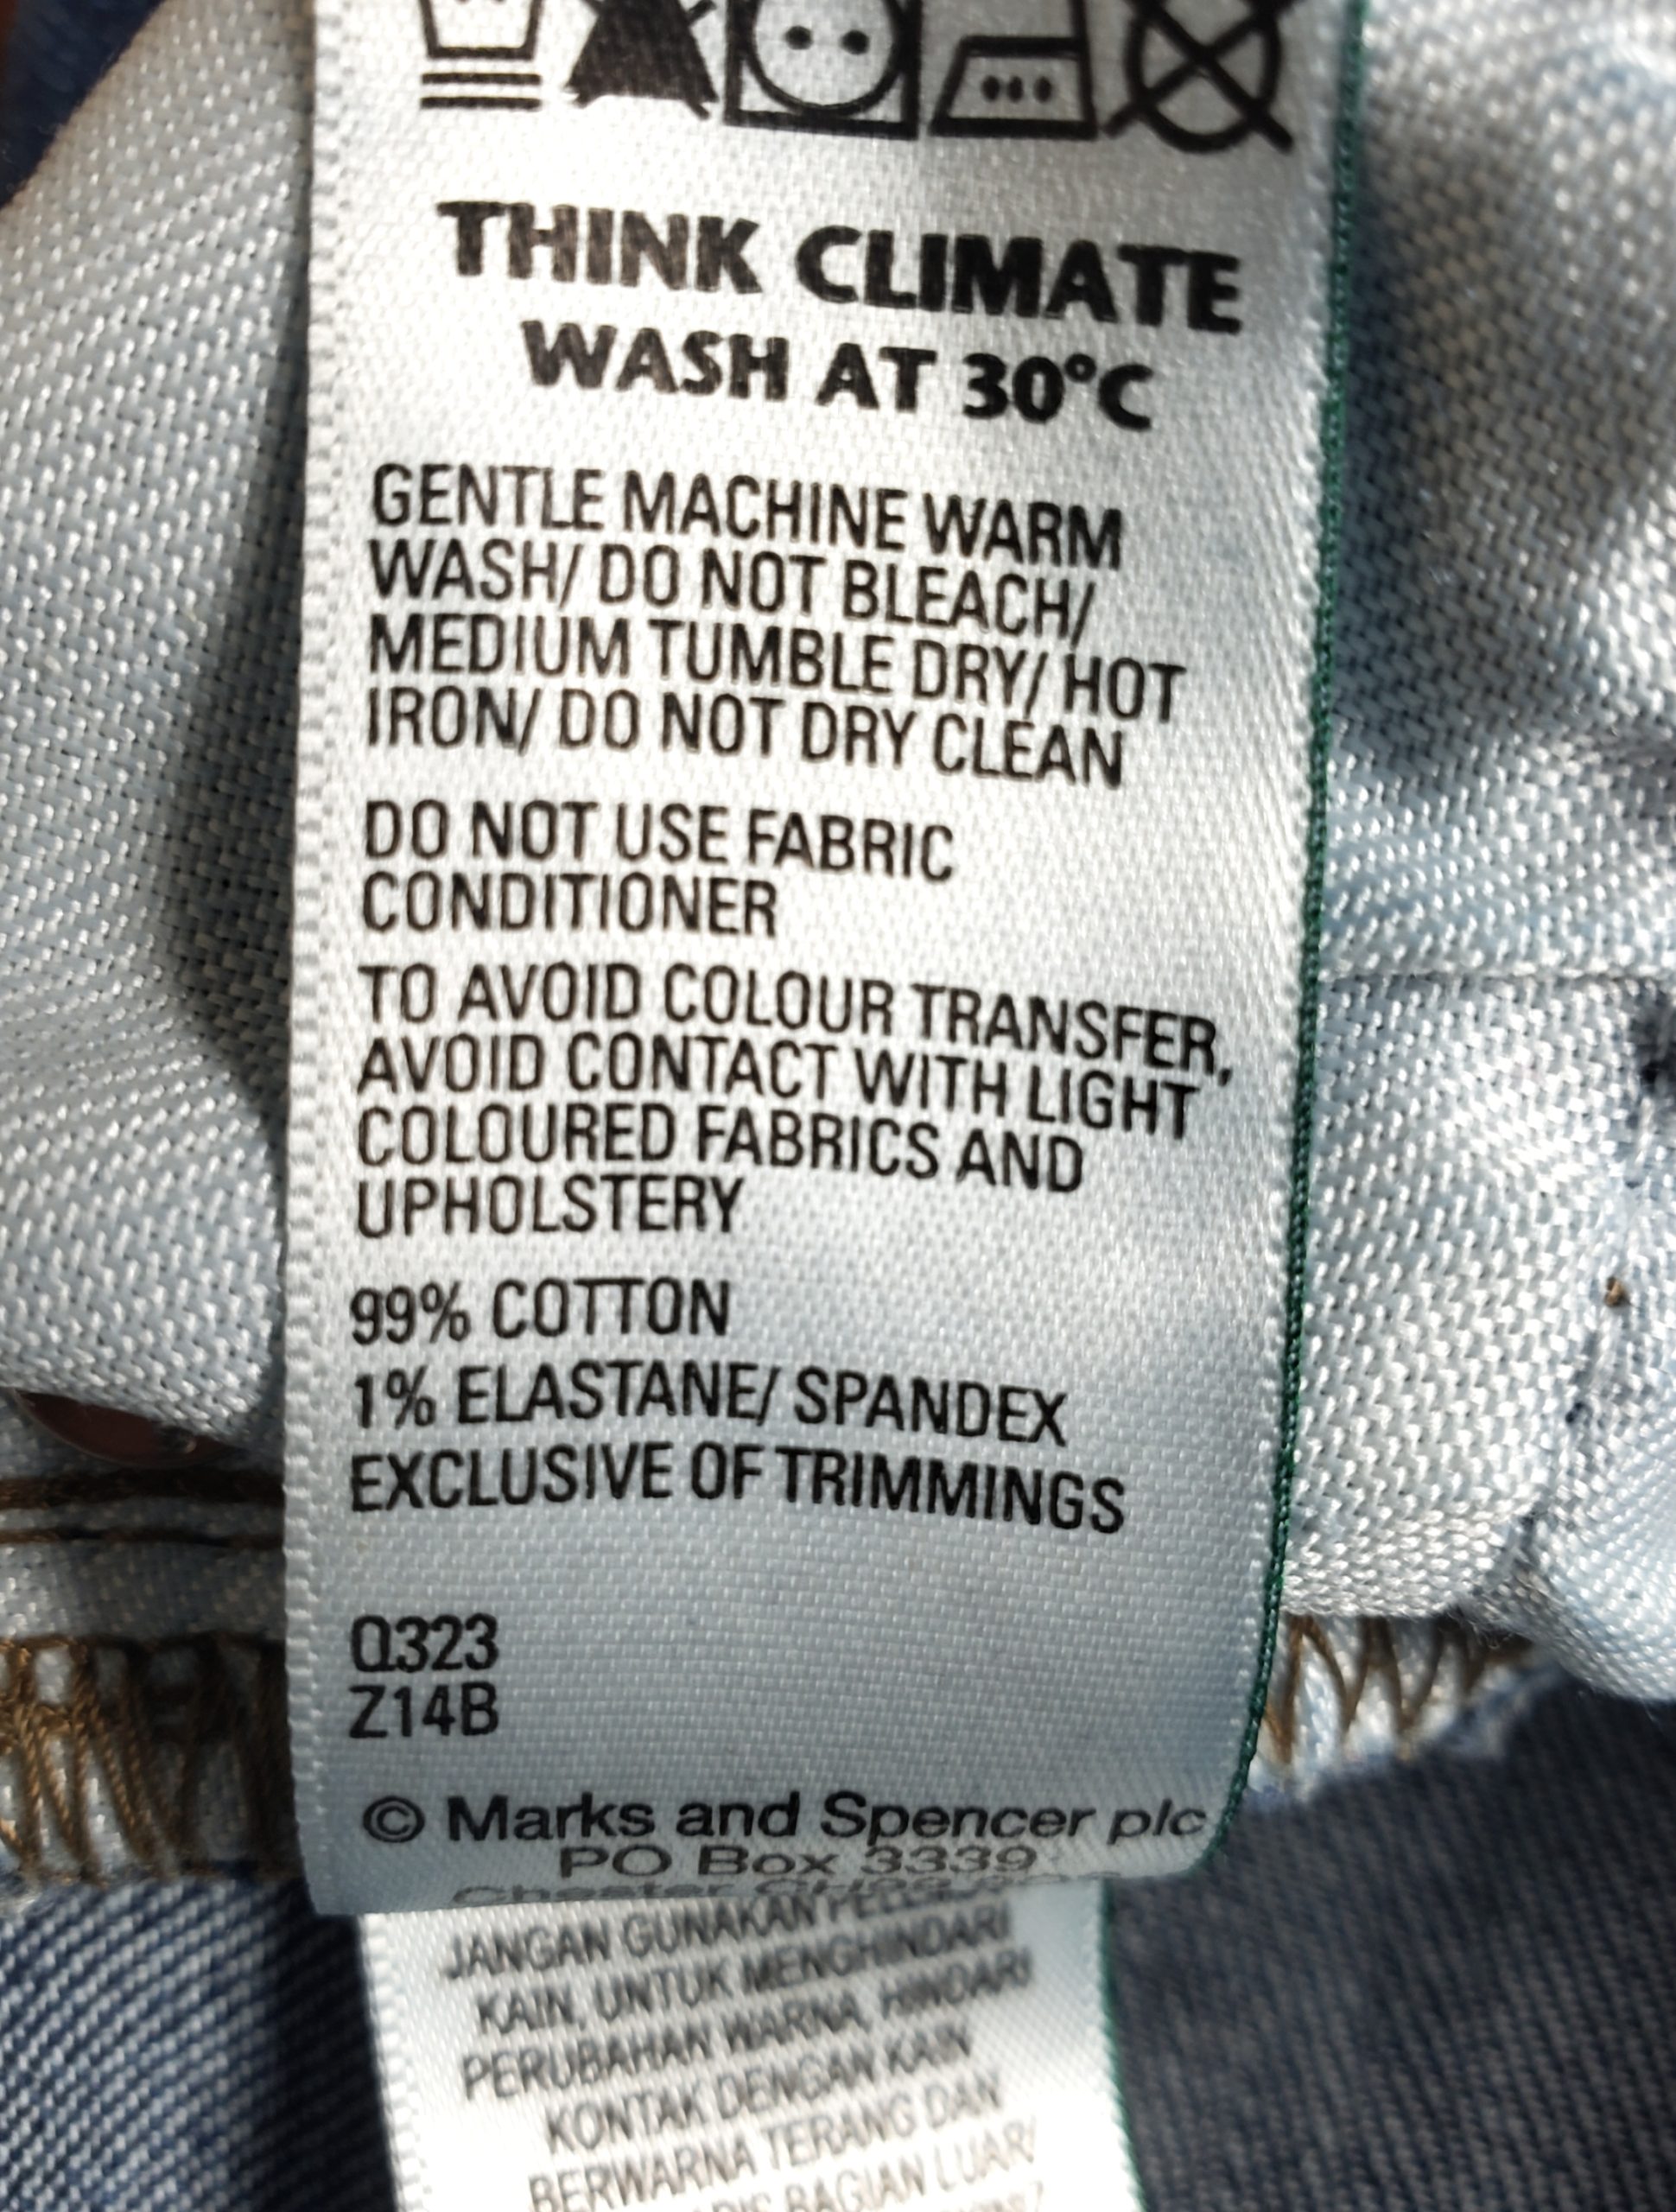 THINK CLIMATE
WASH AT 30°C
GENTLE MACHINE WARM
WASH/ DO NOT BLEACH/
MEDIUM TUMBLE DRY/ HOT
IRON/ DO NOT DRY CLEAN
DO NOT USE FABRIC
CONDITIONER
TO AVOID COLOUR TRANSFER,
AVOID CONTACT WITH LIGHT
COLOURED FABRICS AND
UPHOLSTERY
99% COTTON
1% ELASTANE/ SPANDEX
EXCLUSIVE OF TRIMMINGS
Q323
Z14B
© Marks and Spencer plc
PO Box 3339
Chester
JANGAN GUNAKAN
KAIN, UNTUK MENGHINDARI
PERUBAHAN WARNA, HINDARI
KONTAK DENGAN KAIN
BERWARNA TERANG DAN
BAGIAN LUAR/